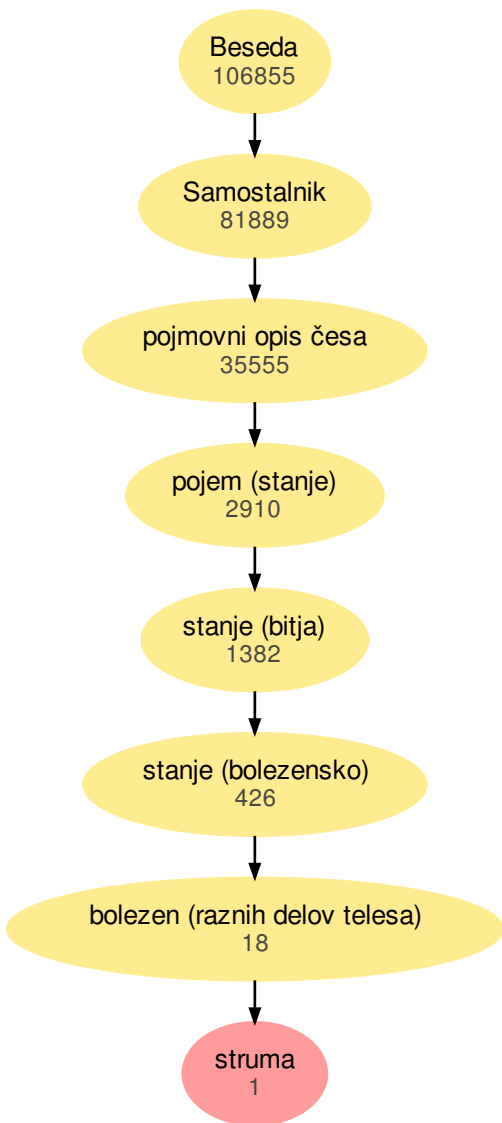 Beseda
106855
Samostalnik
81889
pojmovni opis česa
35555
pojem (stanje)
2910
stanje (bitja)
1382
stanje (bolezensko)
426
bolezen (raznih delov telesa)
18
struma
1